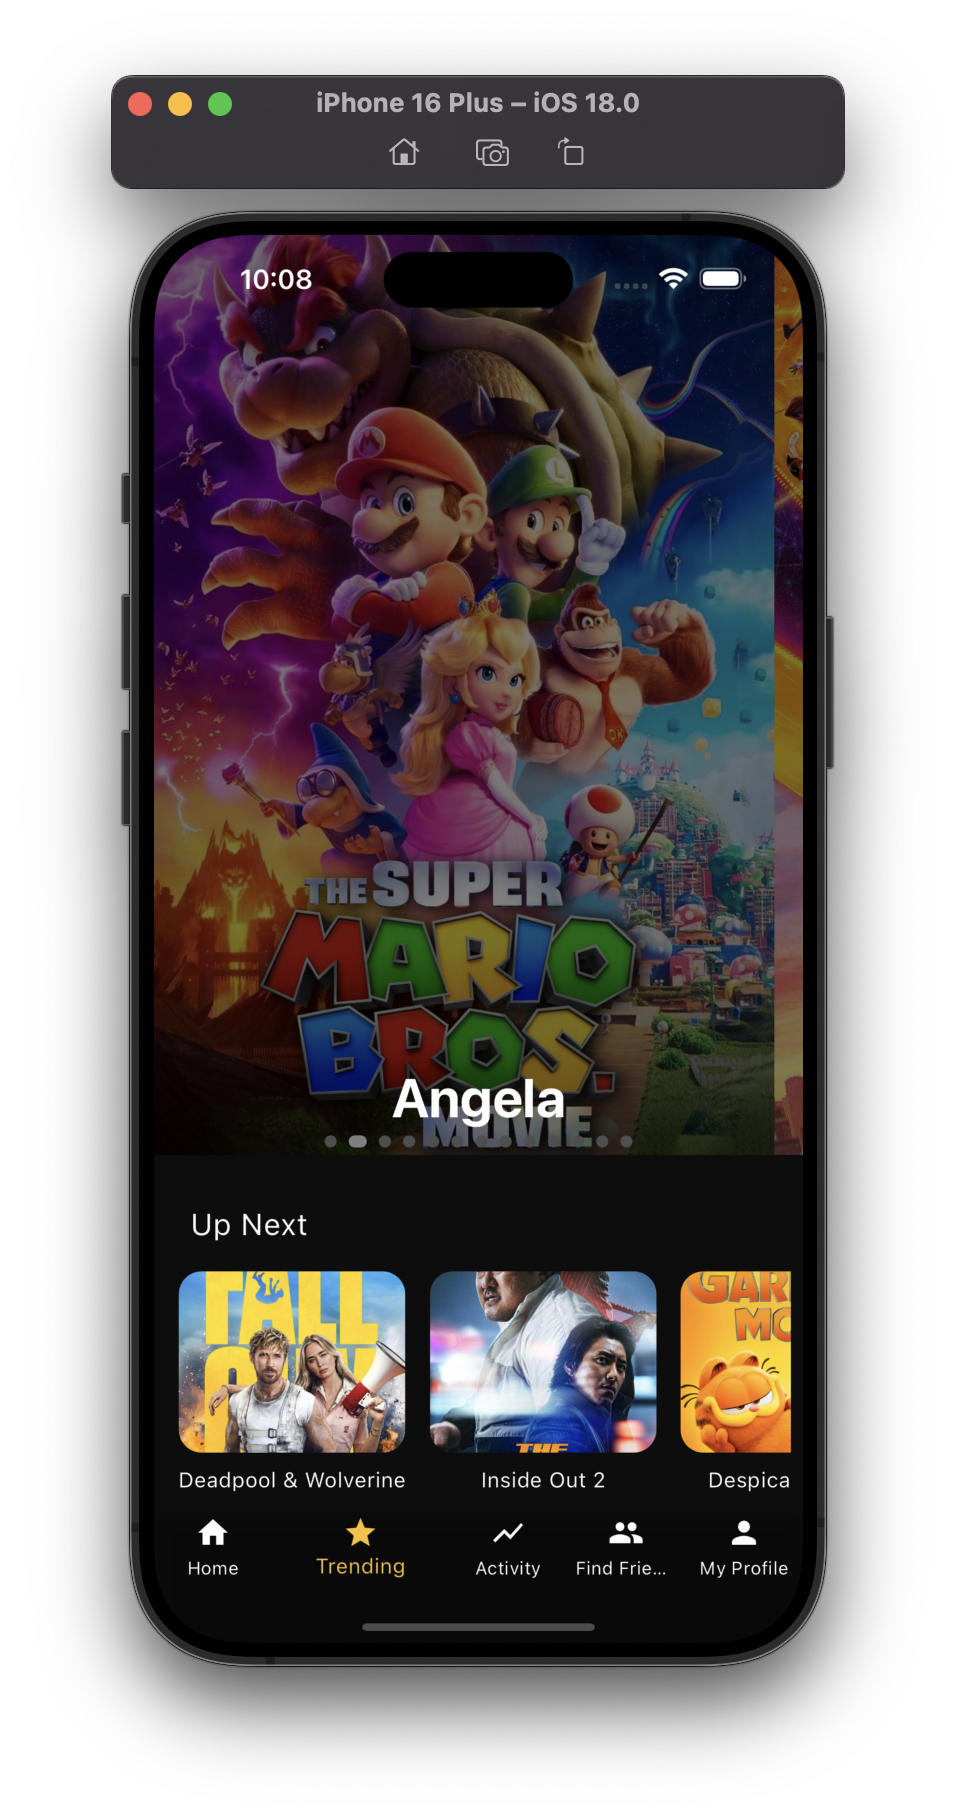 iPhone 16 Plus – iOS 18.0
10:08
M
L
DK
THE SUPER
MARIO
BROS.
Angela
MOVIE
Up Next
FALL
GUY
THE
GAR
MO
Deadpool & Wolverine
Inside Out 2
Despica
Home
Trending
Activity
Find Frie...
My Profile